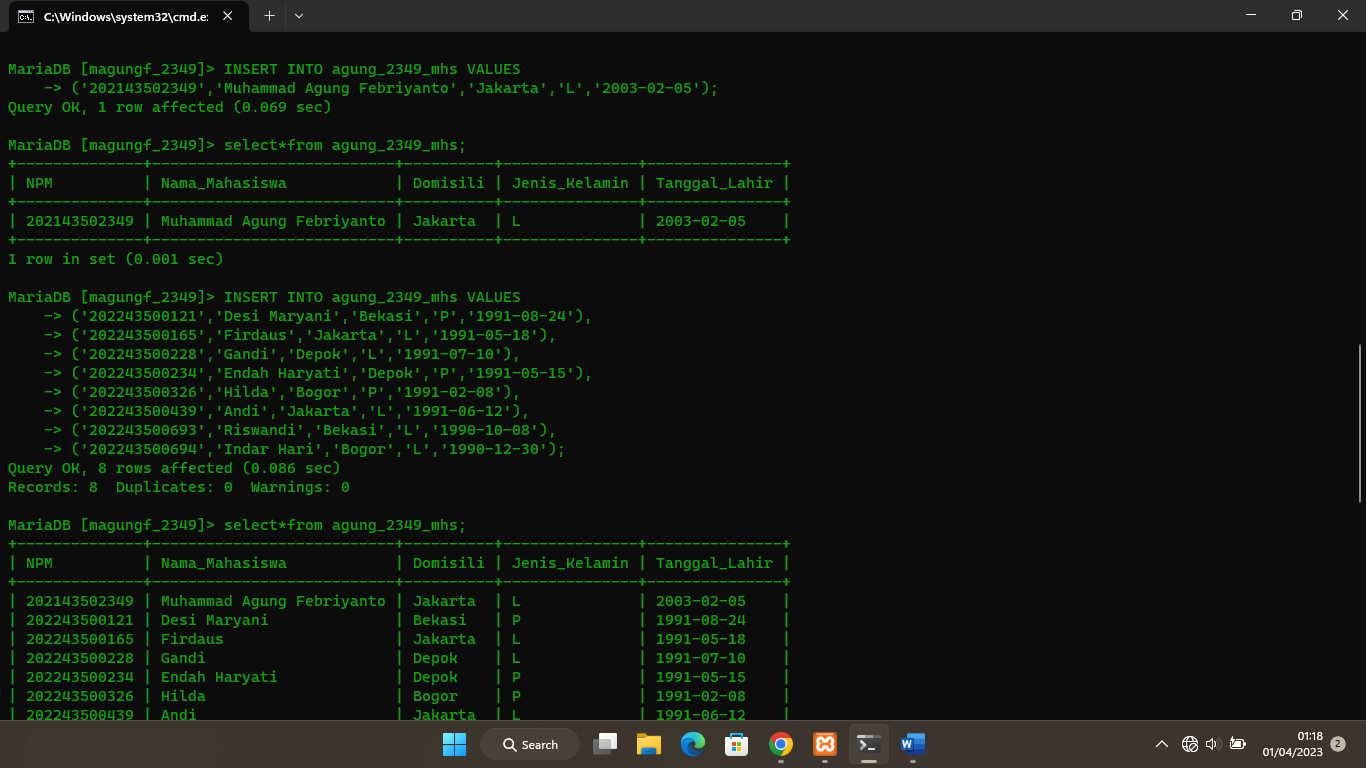 C:\Windows\system32\cmd.e:
MariaDB [magungf_2349]> INSERT INTO agung_2349_mhs VALUES
    -> ('202143502349','Muhammad Agung Febriyanto','Jakarta','L','2003-02-05');
Query OK, 1 row affected (0.069 sec)
MariaDB [magungf_2349]> select*from agung_2349_mhs;
+--------------+---------------------------+----------+---------------+---------------+
| NPM          | Nama_Mahasiswa            | Domisili | Jenis_Kelamin | Tanggal_Lahir |
+--------------+---------------------------+----------+---------------+---------------+
| 202143502349 | Muhammad Agung Febriyanto | Jakarta  | L             | 2003-02-05    |
+--------------+---------------------------+----------+---------------+---------------+
1 row in set (0.001 sec)
MariaDB [magungf_2349]> INSERT INTO agung_2349_mhs VALUES
    -> ('202243500121','Desi Maryani','Bekasi','P','1991-08-24'),
    -> ('202243500165','Firdaus','Jakarta','L','1991-05-18'),
    -> ('202243500228','Gandi','Depok','L','1991-07-10'),
    -> ('202243500234','Endah Haryati','Depok','P','1991-05-15'),
    -> ('202243500326','Hilda','Bogor','P','1991-02-08'),
    -> ('202243500439','Andi','Jakarta','L','1991-06-12'),
    -> ('202243500693','Riswandi','Bekasi','L','1990-10-08'),
    -> ('202243500694','Indar Hari','Bogor','L','1990-12-30');
Query OK, 8 rows affected (0.086 sec)
Records: 8  Duplicates: 0  Warnings: 0
MariaDB [magungf_2349]> select*from agung_2349_mhs;
+--------------+---------------------------+----------+---------------+---------------+
| NPM          | Nama_Mahasiswa            | Domisili | Jenis_Kelamin | Tanggal_Lahir |
+--------------+---------------------------+----------+---------------+---------------+
| 202143502349 | Muhammad Agung Febriyanto | Jakarta  | L             | 2003-02-05    |
| 202243500121 | Desi Maryani              | Bekasi   | P             | 1991-08-24    |
| 202243500165 | Firdaus                   | Jakarta  | L             | 1991-05-18    |
| 202243500228 | Gandi                     | Depok    | L             | 1991-07-10    |
| 202243500234 | Endah Haryati             | Depok    | P             | 1991-05-15    |
| 202243500326 | Hilda                     | Bogor    | P             | 1991-02-08    |
| 202243500439 | Andi                      | Jakarta  | L             | 1991-06-12    |
Search
01:18
01/04/2023
2